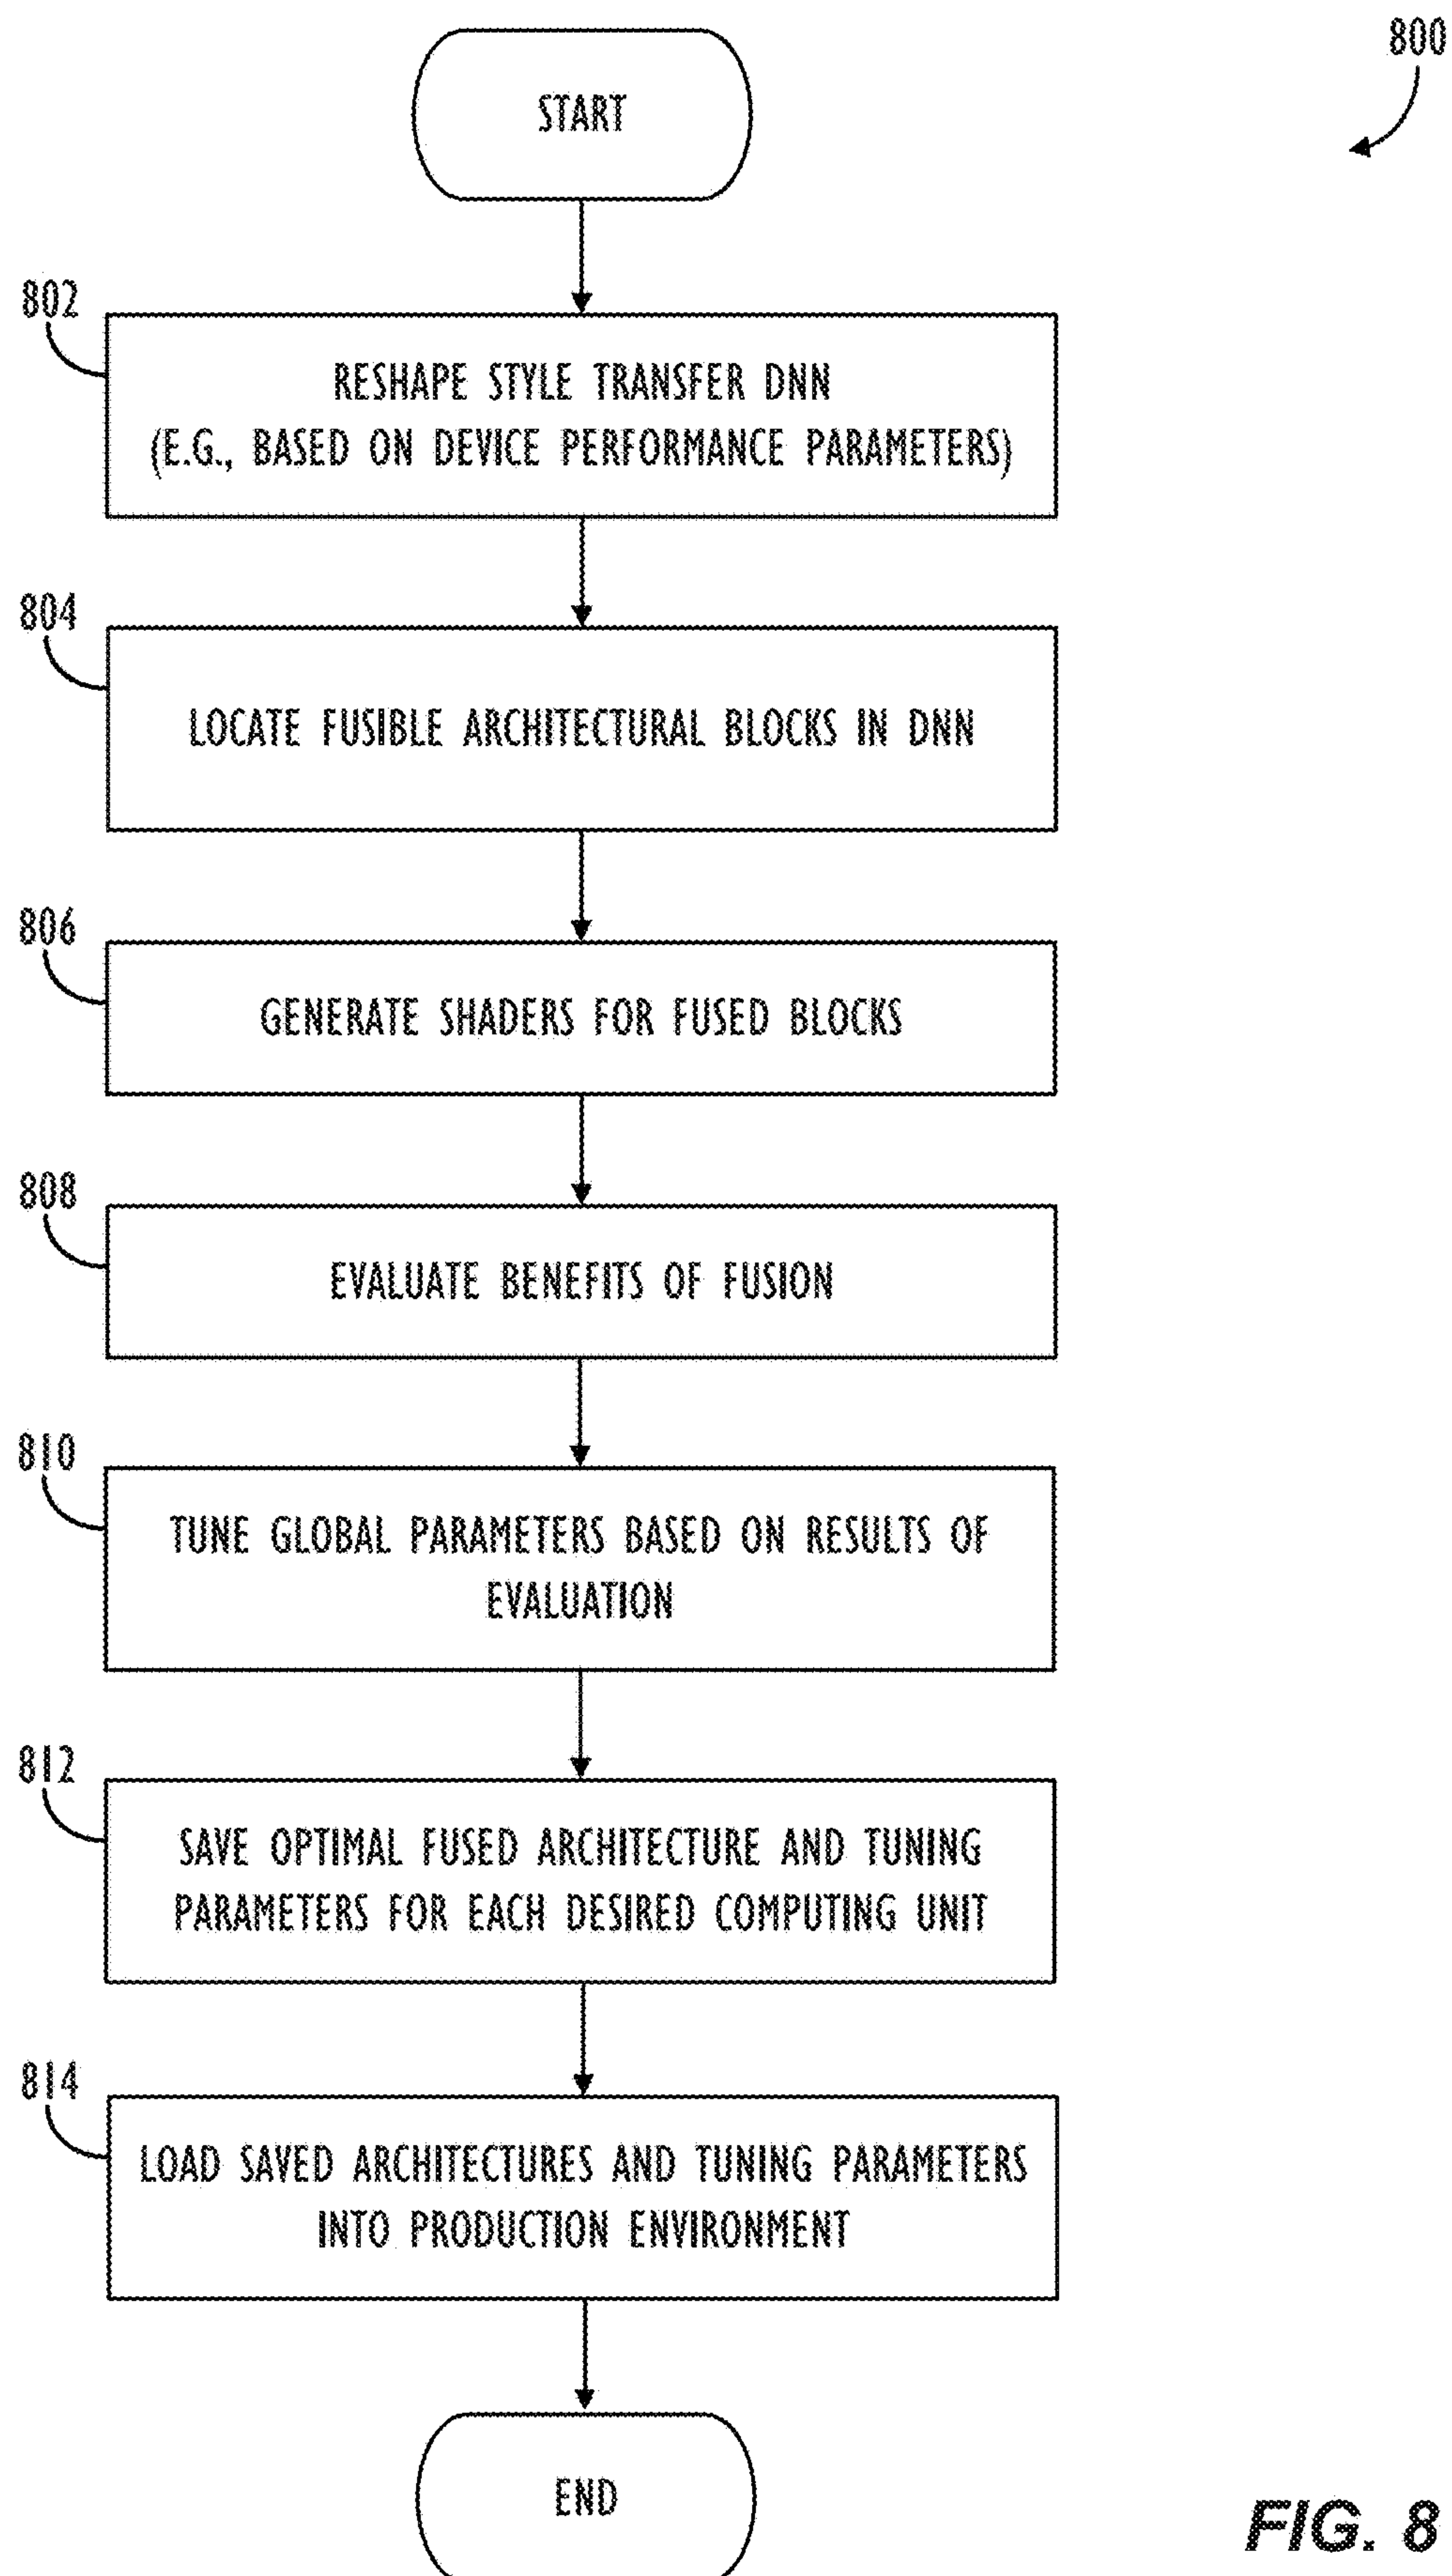 800
START
802
RESHAPE STYLE TRANSFER DNN
(E.G., BASED ON DEVICE PERFORMANCE PARAMETERS)
804
LOCATE FUSIBLE ARCHITECTURAL BLOCKS IN DNN
806
GENERATE SHADERS FOR FUSED BLOCKS
808
EVALUATE BENEFITS OF FUSION
810
TUNE GLOBAL PARAMETERS BASED ON RESULTS OF
EVALUATION
812
SAVE OPTIMAL FUSED ARCHITECTURE AND TUNING
PARAMETERS FOR EACH DESIRED COMPUTING UNIT
814
LOAD SAVED ARCHITECTURES AND TUNING PARAMETERS
INTO PRODUCTION ENVIRONMENT
END
FIG. 8